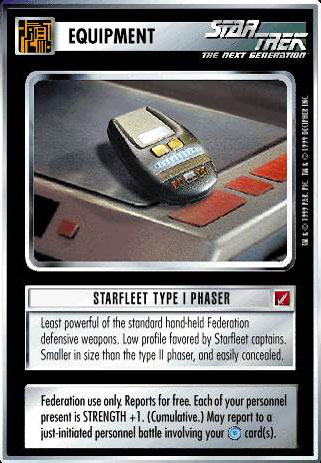 EQUIPMENT
STAR TREK
THE NEXT GENERATION
TM & © 1999 PAR. PIC. TM & © 1999 DECIPHER INC.
STARFLEET TYPE I PHASER
Least powerful of the standard hand-held Federation
defensive weapons. Low profile favored by Starfleet captains.
Smaller in size than the type II phaser, and easily concealed.
Federation use only. Reports for free. Each of your personnel
present is STRENGTH +1. (Cumulative.) May report to a
just-initiated personnel battle involving your card(s).